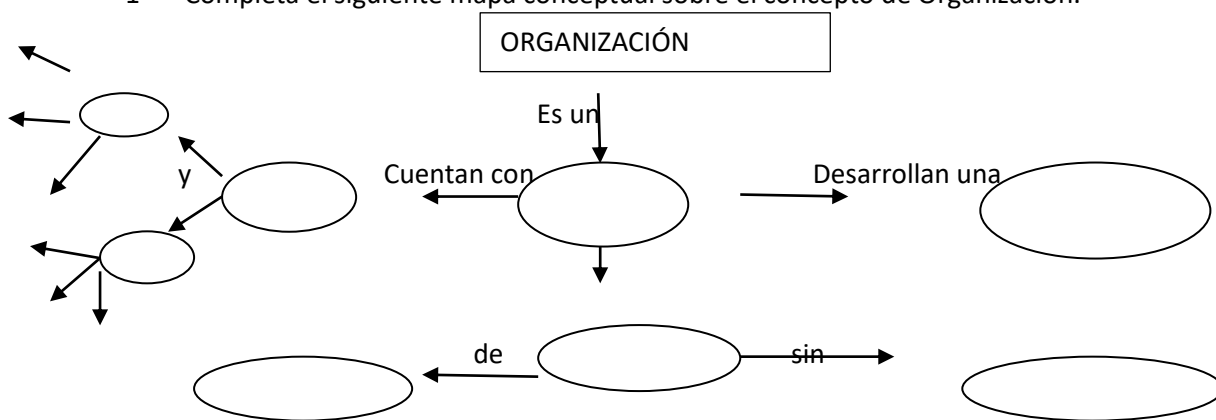 1 Completa el siguiente mapa conceptual sobre el concepto de Organización.
ORGANIZACIÓN
Es un
y
Cuentan con
Desarrollan una
de
sin